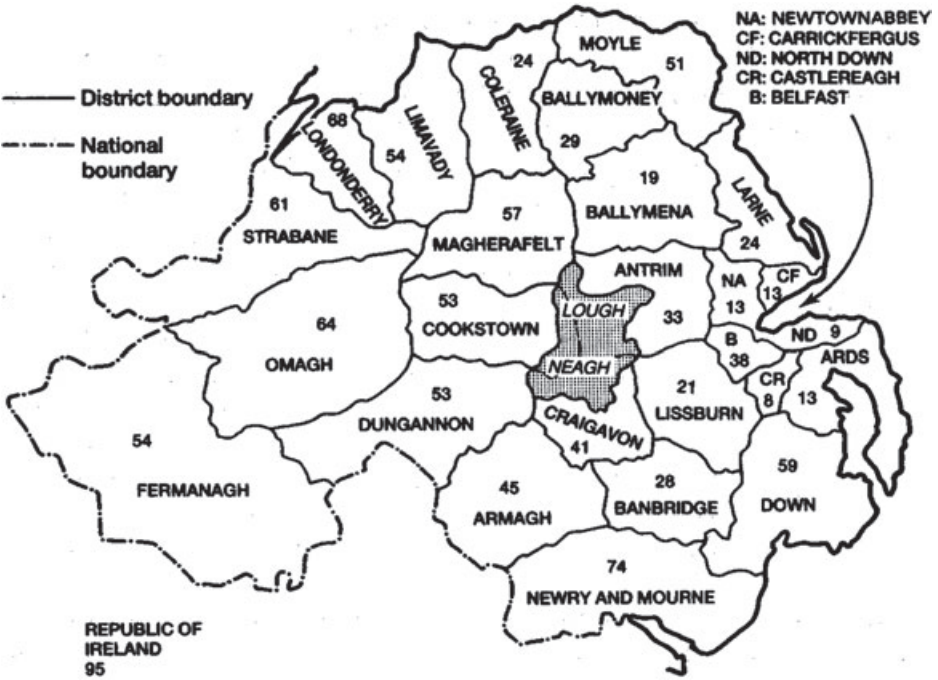 NA: NEWTOWNABBEY
CF: CARRICKFERGUS
ND: NORTH DOWN
CR: CASTLEREAGH
B: BELFAST
District boundary
National
boundary
MOYLE
51
24
COLERAINE
BALLYMONEY
29
LIMAVADY
54
68
LONDONDERRY
61
STRABANE
57
MAGHERAFELT
19
BALLYMENA
LARNE
24
ANTRIM
33
NA
13
CF
13
LOUGH
NEAGH
53
COOKSTOWN
64
OMAGH
B
38
ND 9
ARDS
13
CR
8
21
LISSBURN
53
DUNGANNON
CRAIGAVON
41
54
FERMANAGH
45
ARMAGH
28
BANBRIDGE
59
DOWN
74
NEWRY AND MOURNE
REPUBLIC OF
IRELAND
95